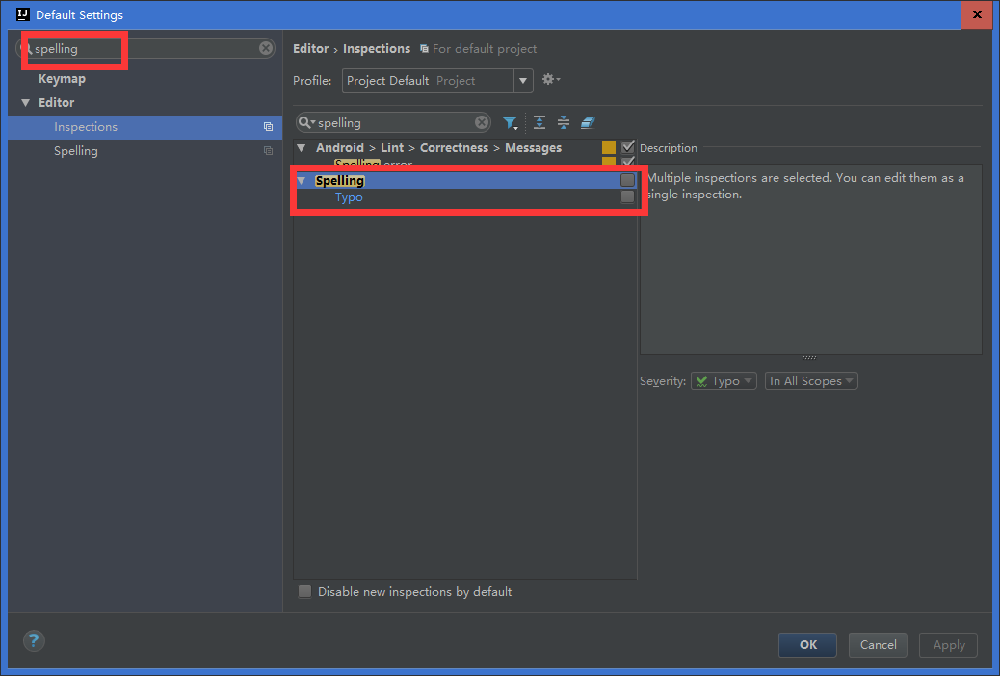 IJ Default Settings X
spelling
Keymap
Editor
Inspections
Spelling
Editor › Inspections For default project
Profile: Project Default Project
spelling
Android > Lint > Correctness > Messages
Spelling error
Spelling
Typo
Description
Multiple inspections are selected. You can edit them as a
single inspection.
Severity: Typo In All Scopes
Disable new inspections by default
?
OK Cancel Apply